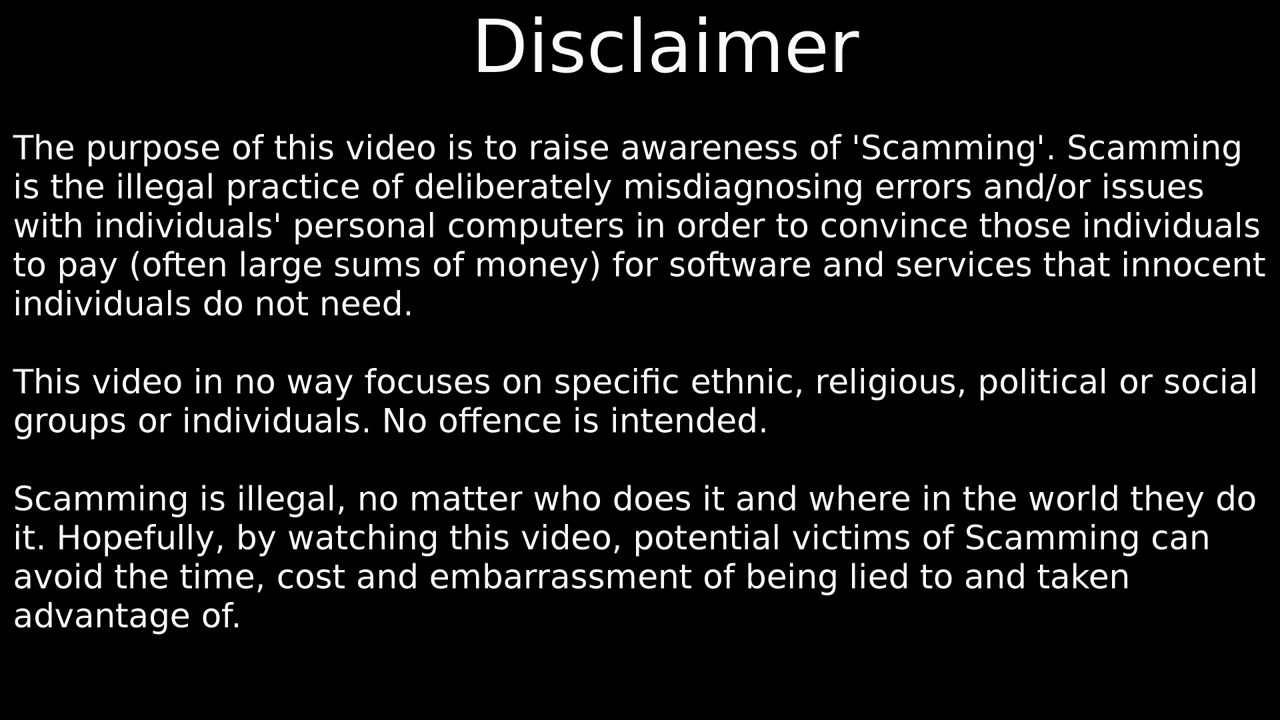 Disclaimer
The purpose of this video is to raise awareness of 'Scamming'. Scamming
is the illegal practice of deliberately misdiagnosing errors and/or issues
with individuals' personal computers in order to convince those individuals
to pay (often large sums of money) for software and services that innocent
individuals do not need.
This video in no way focuses on specific ethnic, religious, political or social
groups or individuals. No offence is intended.
Scamming is illegal, no matter who does it and where in the world they do
it. Hopefully, by watching this video, potential victims of Scamming can
avoid the time, cost and embarrassment of being lied to and taken
advantage of.